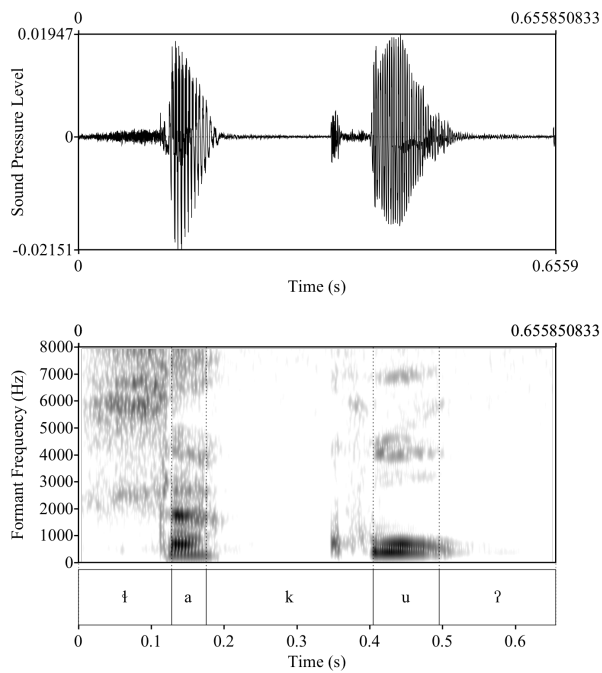 0 0.655850833
0.01947
Sound Pressure Level
0
-0.02151
0 0.6559
Time (s)
0 0.655850833
8000
7000
6000
5000
4000
3000
2000
1000
0
Formant Frequency (Hz)
ɬ a k u ʔ
0 0.1 0.2 0.3 0.4 0.5 0.6
Time (s)